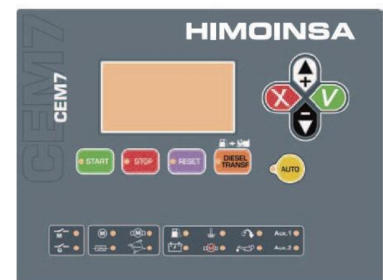 HIMOINSA
CEM7
CEM7
+
X
V
−
START
STOP
RESET
DIESEL
TRANSF
AUTO
M
M
M
Aux.1
G
Aux.2